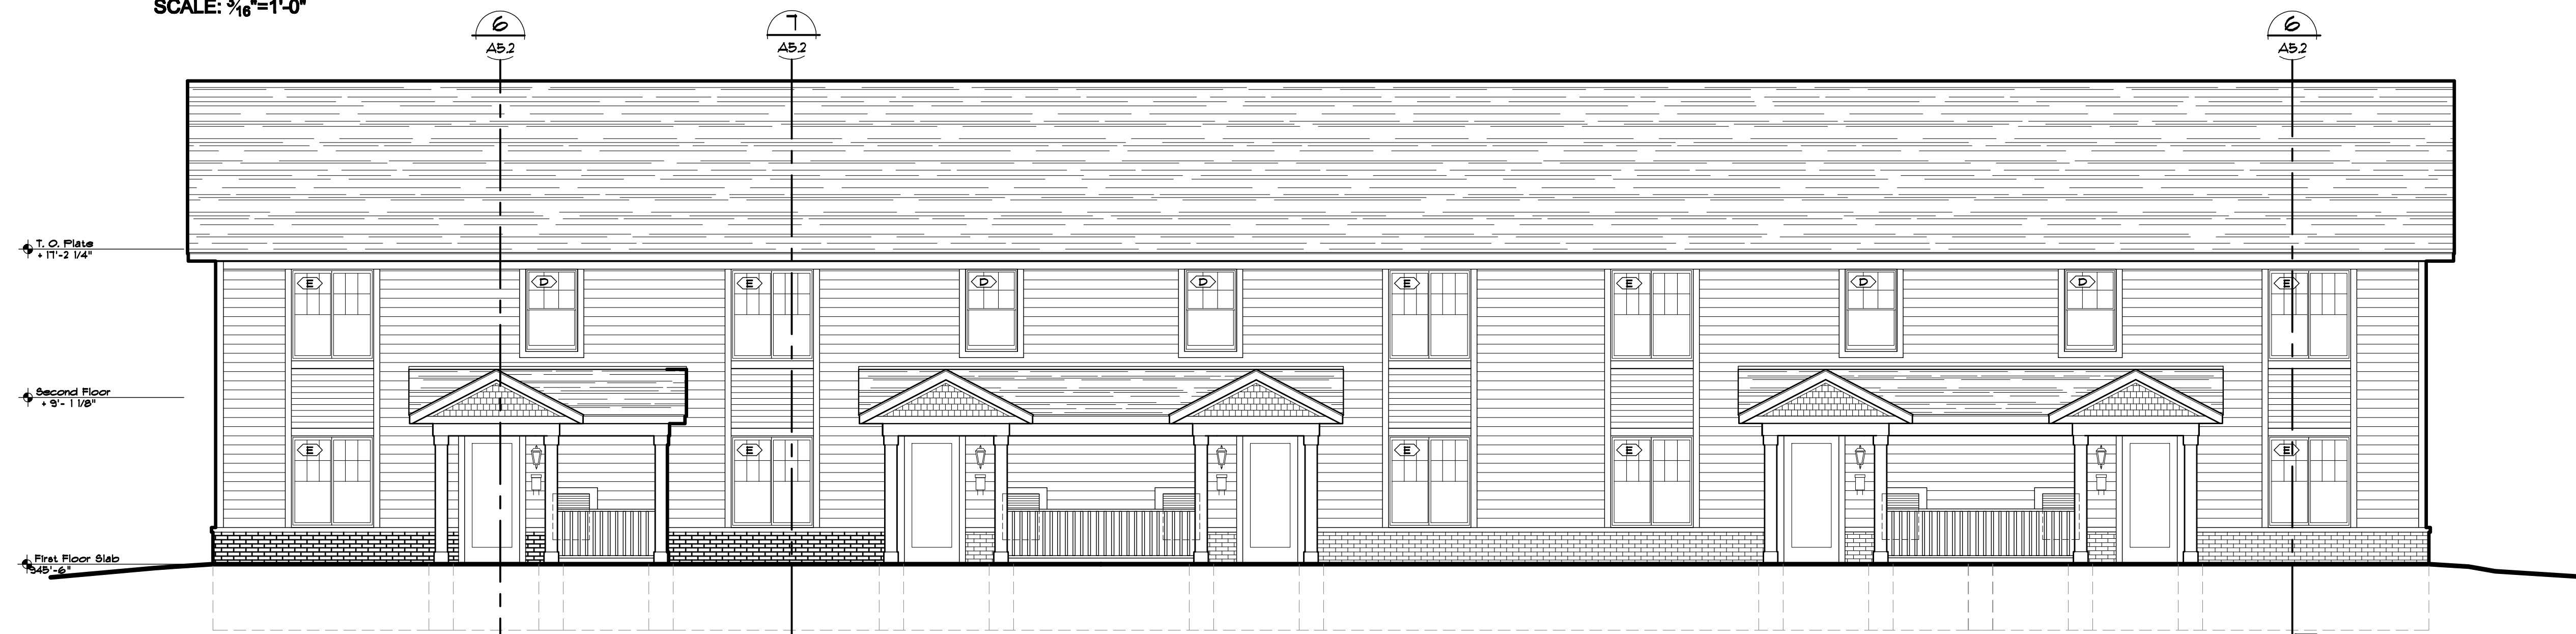 SCALE: 3/16"=1'-0"
6
A5.2
7
A5.2
6
A5.2
T. O. Plate
+ 17'-2 1/4"
E
D
E
D
D
E
E
D
D
E
Second Floor
+ 9'- 1 1/8"
E
E
E
E
E
First Floor Slab
945'-6"